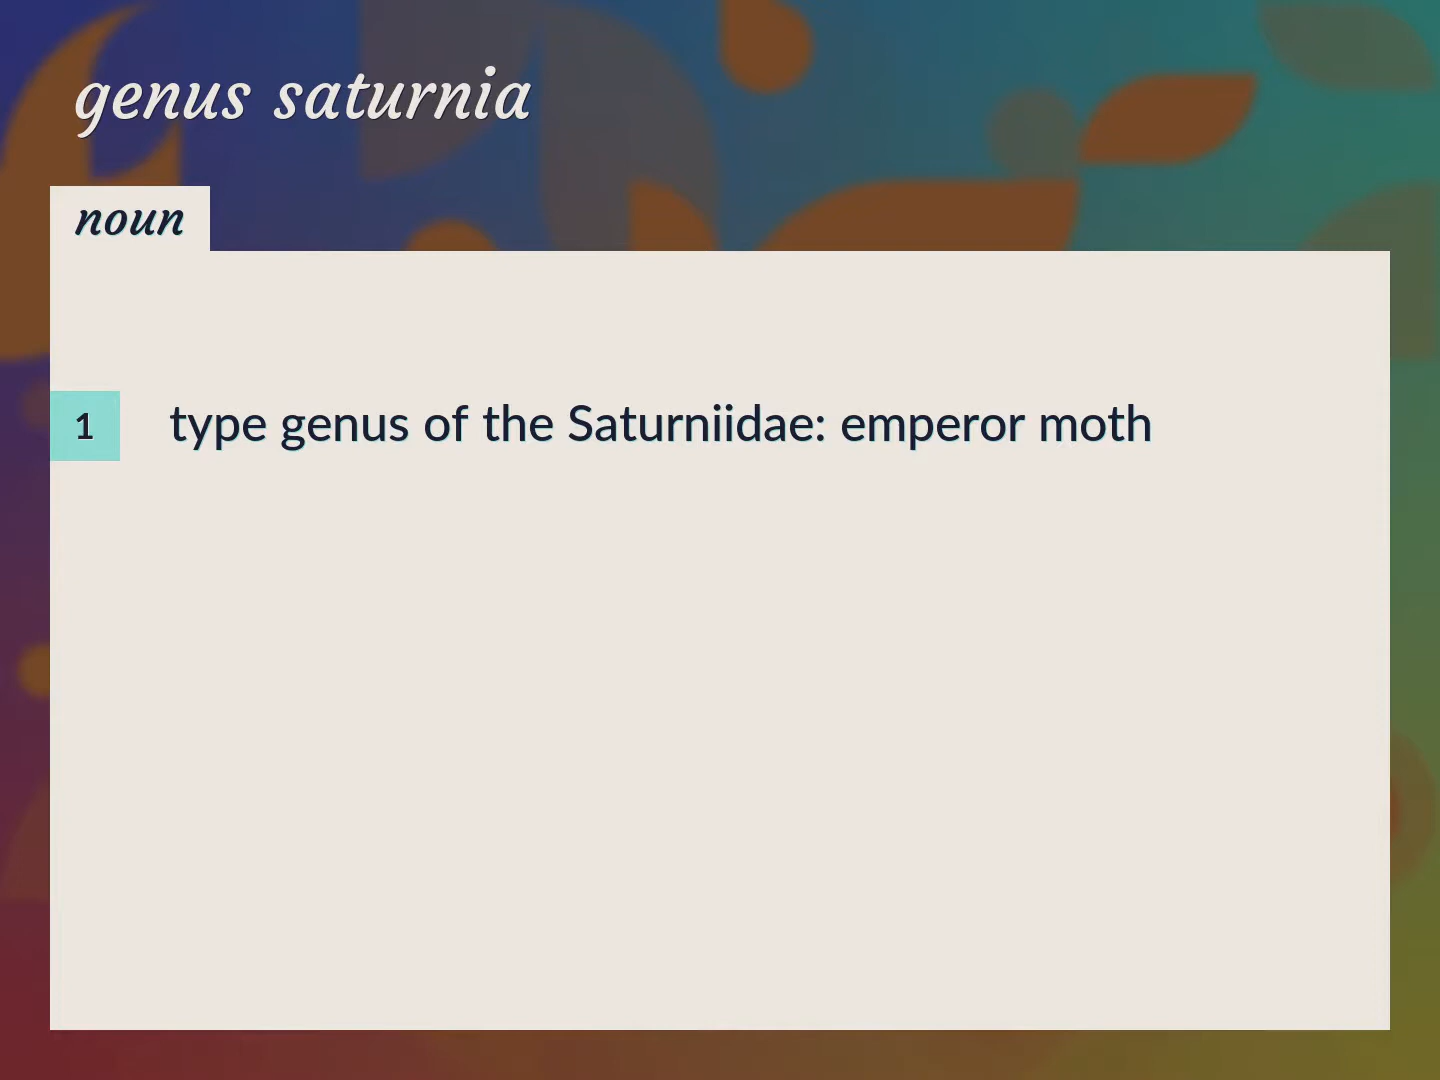 genus saturnia
noun
1 type genus of the Saturniidae: emperor moth